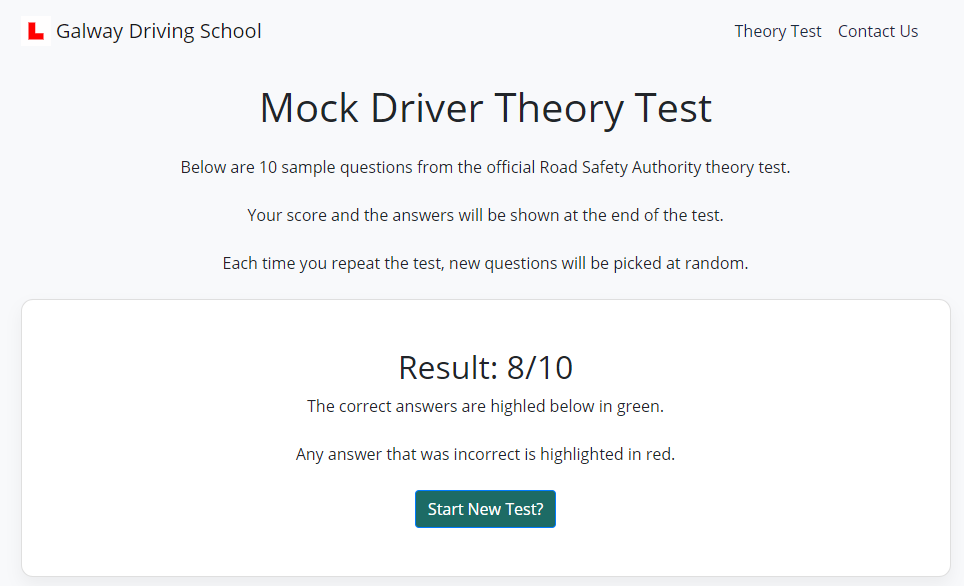 Galway Driving School
Theory Test Contact Us
Mock Driver Theory Test
Below are 10 sample questions from the official Road Safety Authority theory test.
Your score and the answers will be shown at the end of the test.
Each time you repeat the test, new questions will be picked at random.
Result: 8/10
The correct answers are highled below in green.
Any answer that was incorrect is highlighted in red.
Start New Test?